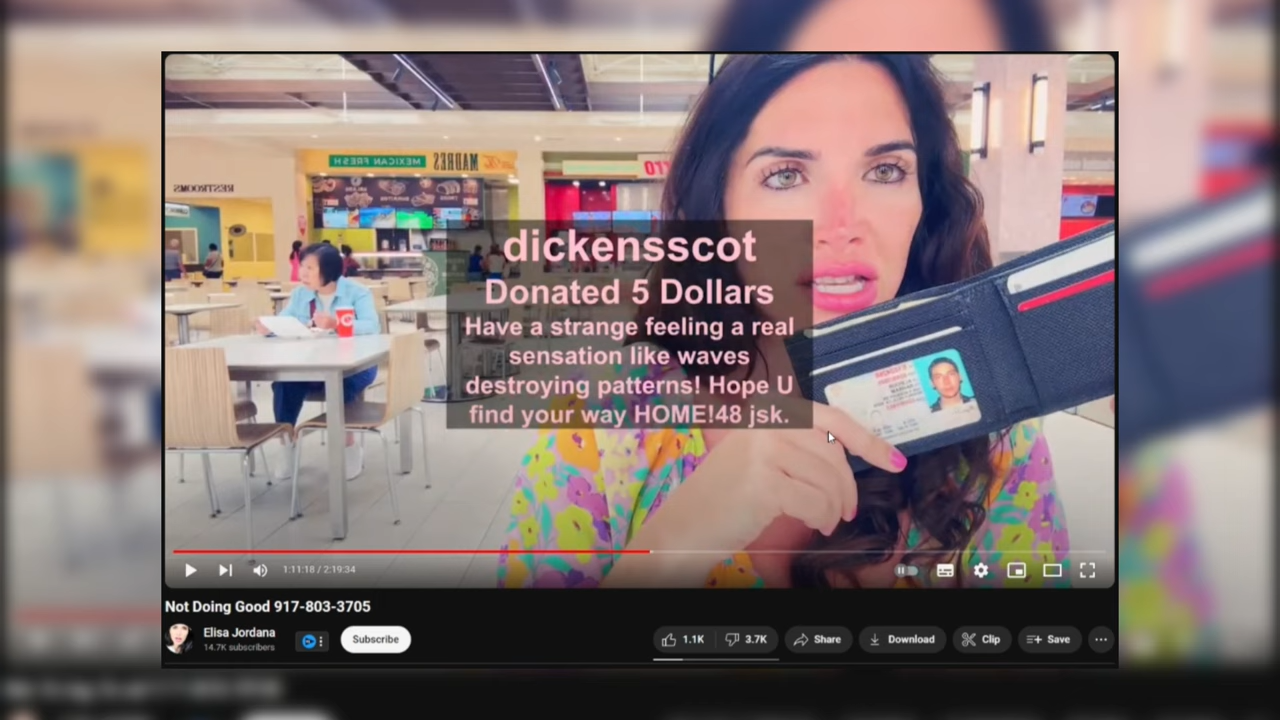 MEXICAN FRESH
MADRES
RESTROOMS
dickensscot
Donated 5 Dollars
Have a strange feeling a real
sensation like waves
destroying patterns! Hope U
find your way HOME!48 jsk.
1:11:18 / 2:19:34
Not Doing Good 917-803-3705
Elisa Jordana
14.7K subscribers
Subscribe
1.1K
3.7K
Share
Download
Clip
Save